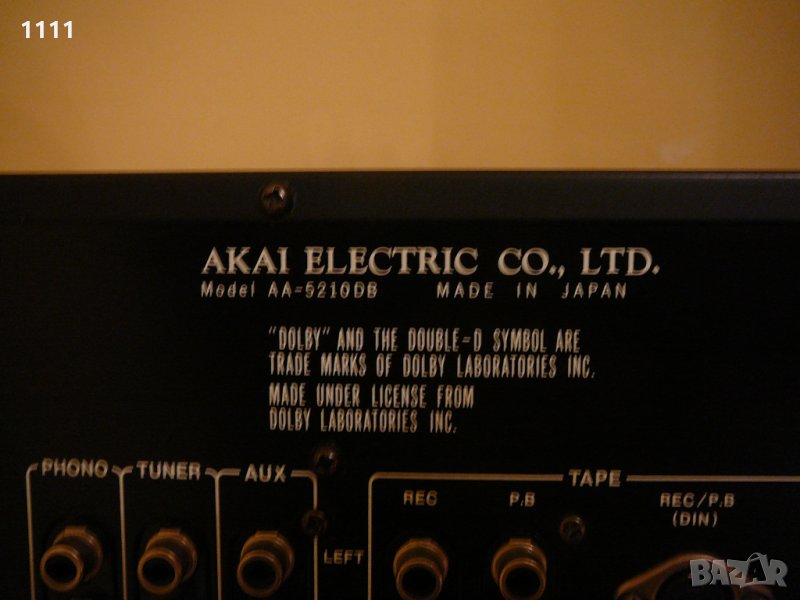 1111
AKAI ELECTRIC CO., LTD.
Model AA-5210DB MADE IN JAPAN
"DOLBY" AND THE DOUBLE-D SYMBOL ARE
TRADE MARKS OF DOLBY LABORATORIES INC.
MADE UNDER LICENSE FROM
DOLBY LABORATORIES INC.
PHONO TUNER AUX TAPE
REC P.B REC/P.B
(DIN)
LEFT
BAZAR